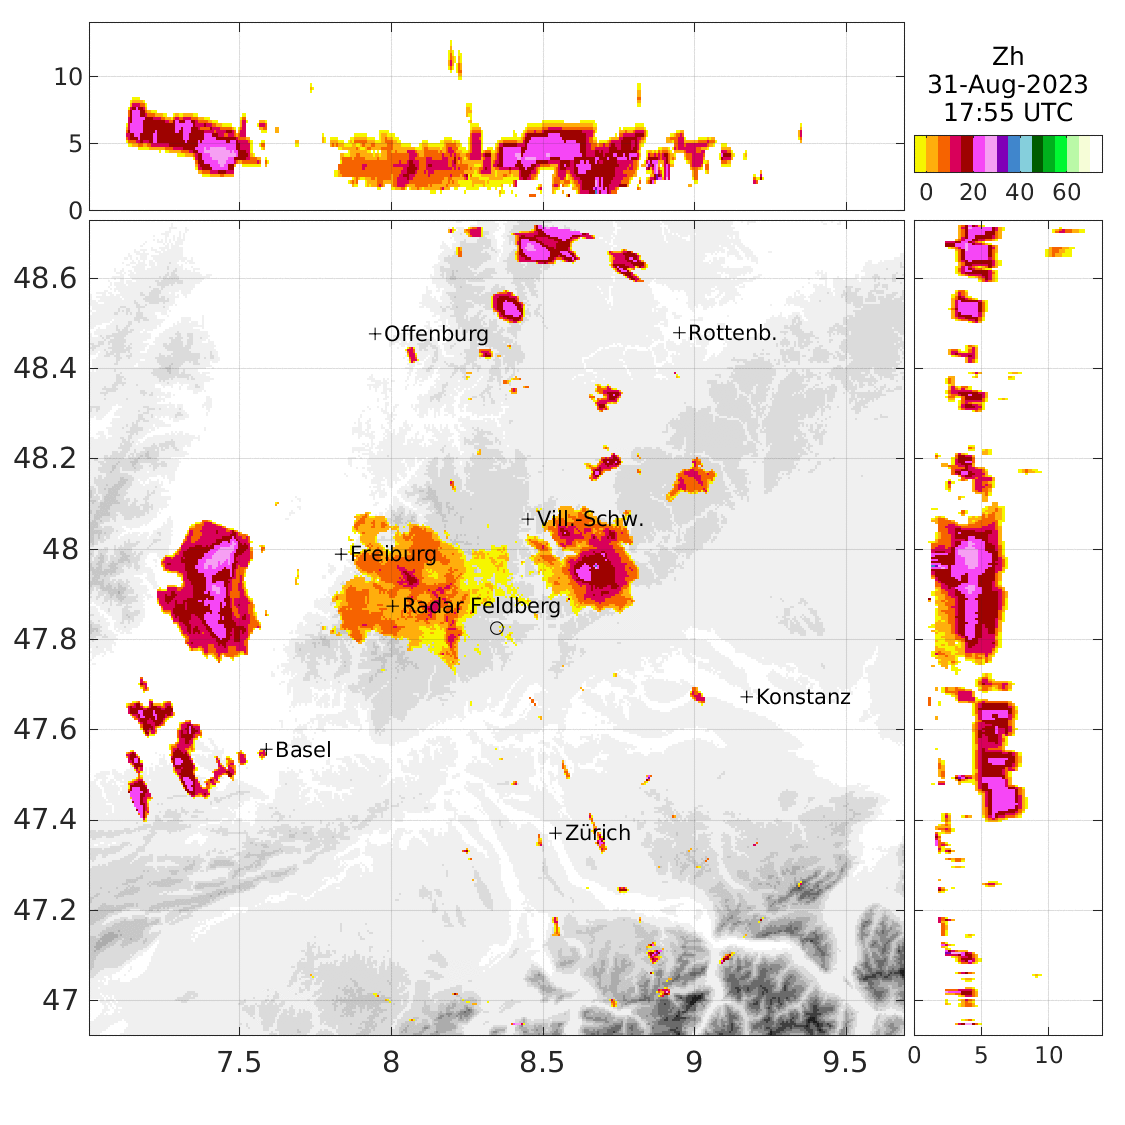 10
5
0
Zh
31-Aug-2023
17:55 UTC
0 20 40 60
48.6
48.4
48.2
48
47.8
47.6
47.4
47.2
47
Offenburg
Rottenb.
Vill.-Schw.
Freiburg
Radar Feldberg
Konstanz
Basel
Zürich
7.5 8 8.5 9 9.5
0 5 10